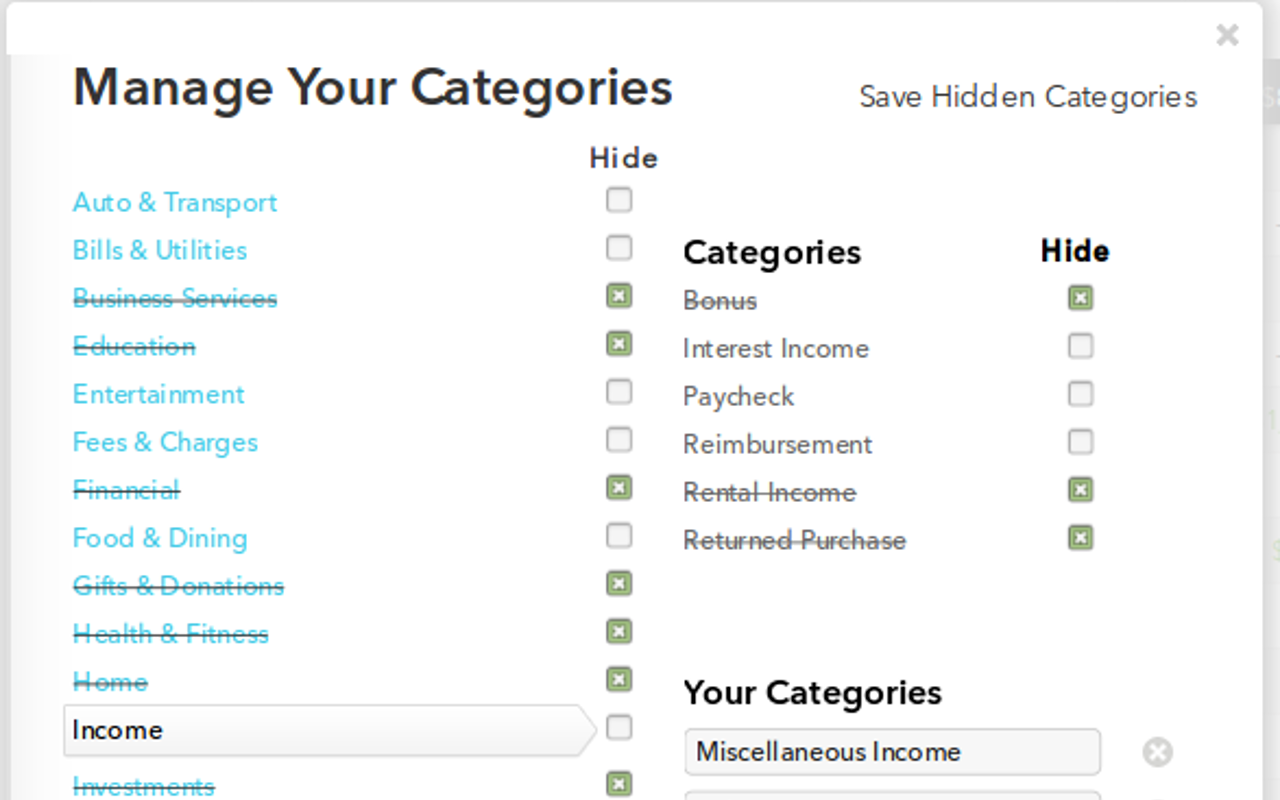 Manage Your Categories
Save Hidden Categories
Hide
Auto & Transport
Bills & Utilities
Business Services
Education
Entertainment
Fees & Charges
Financial
Food & Dining
Gifts & Donations
Health & Fitness
Home
Income
Investments
Categories Hide
Bonus
Interest Income
Paycheck
Reimbursement
Rental Income
Returned Purchase
Your Categories
Miscellaneous Income